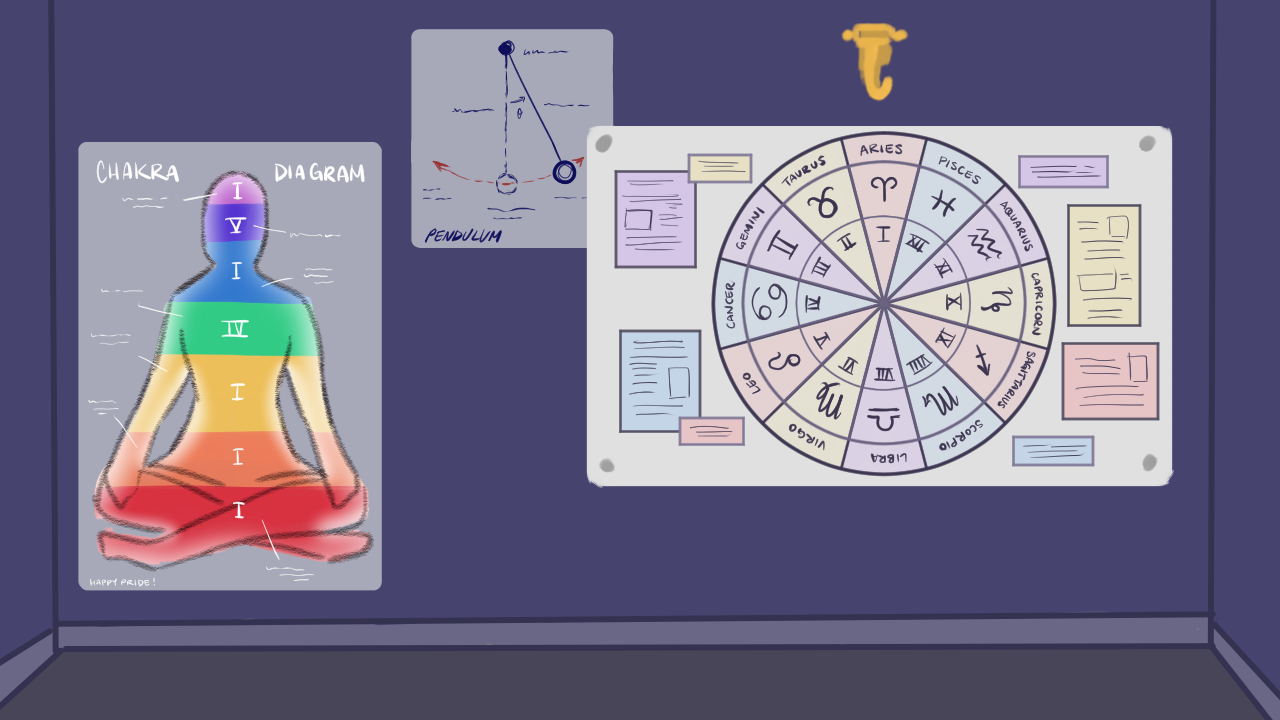 CHAKRA DIAGRAM
I
V
I
IV
I
I
I
HAPPY PRIDE!
θ
PENDULUM
ARIES
I
TAURUS
II
GEMINI
III
CANCER
IV
LEO
V
VIRGO
VI
LIBRA
VII
SCORPIO
VIII
SAGITTARIUS
IX
CAPRICORN
X
AQUARIUS
XI
PISCES
XII